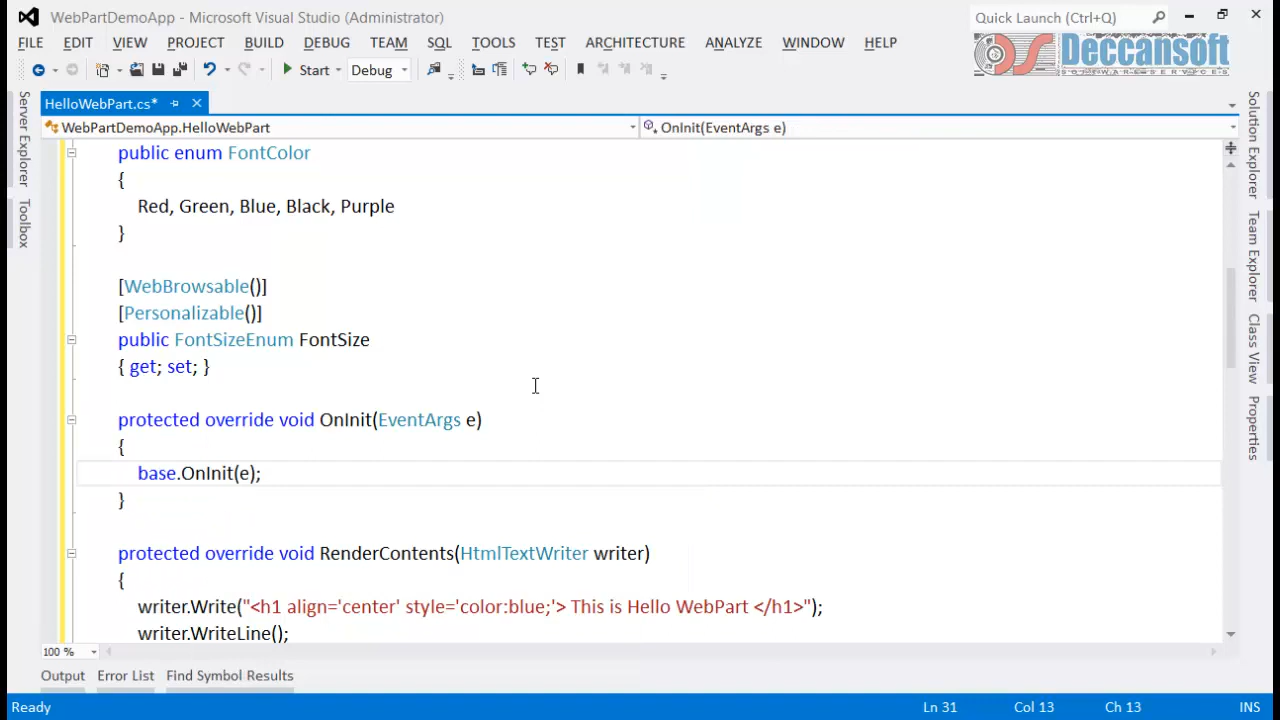 WebPartDemoApp - Microsoft Visual Studio (Administrator)
Quick Launch (Ctrl+Q)
FILE EDIT VIEW PROJECT BUILD DEBUG TEAM SQL TOOLS TEST ARCHITECTURE ANALYZE WINDOW HELP
Deccansoft
SOFTWARE SERVICES
Start Debug
HelloWebPart.cs*
WebPartDemoApp.HelloWebPart
OnInit(EventArgs e)
Server Explorer
Toolbox
public enum FontColor
{
Red, Green, Blue, Black, Purple
}
[WebBrowsable()]
[Personalizable()]
public FontSizeEnum FontSize
{ get; set; }
protected override void OnInit(EventArgs e)
{
base.OnInit(e);
}
protected override void RenderContents(HtmlTextWriter writer)
{
writer.Write("<h1 align='center' style='color:blue;'> This is Hello WebPart </h1>");
writer.WriteLine();
Solution Explorer
Team Explorer
Class View
Properties
100 %
Output Error List Find Symbol Results
Ready Ln 31 Col 13 Ch 13 INS